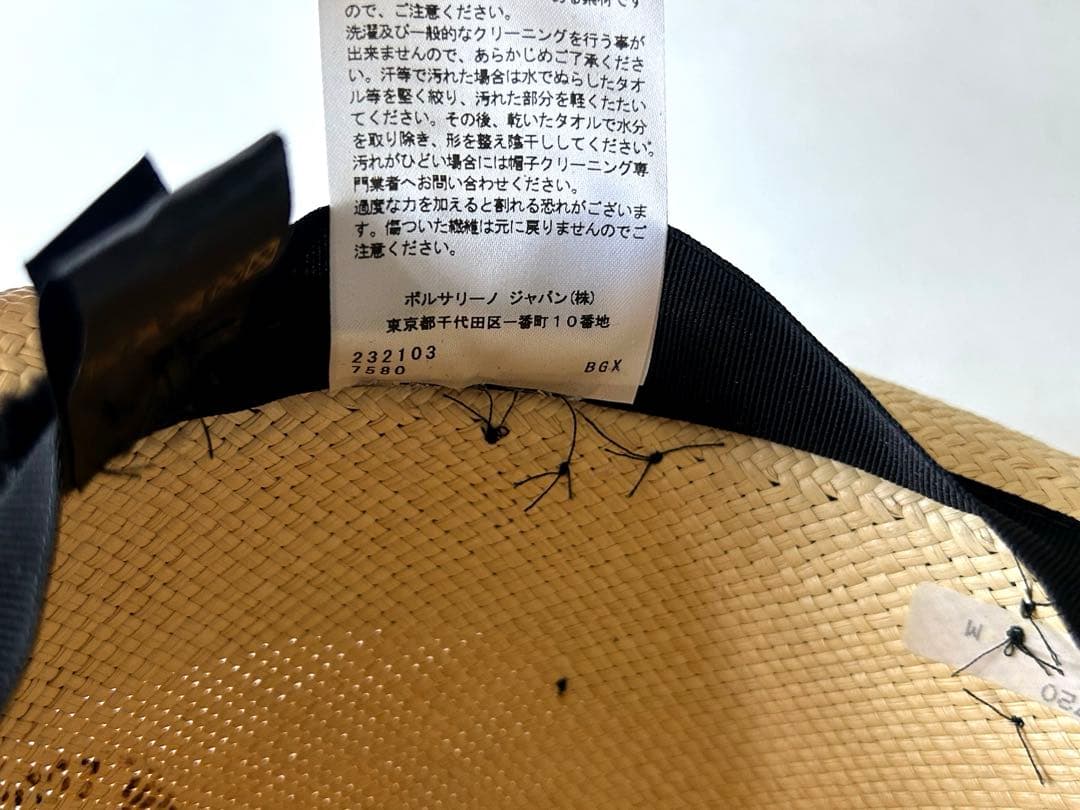 ので、ご注意ください。
洗濯及び一般的なクリーニングを行う事が
出来ませんので、あらかじめご了承くださ
い。汗等で汚れた場合は水でぬらしたタオ
ル等を堅く絞り、汚れた部分を軽くたたい
てください。その後、乾いたタオルで水分
を取り除き、形を整え陰干ししてください。
汚れがひどい場合には帽子クリーニング専
門業者へお問い合わせください。
過度な力を加えると割れる恐れがございま
す。傷ついた繊維は元に戻りませんのでご
注意ください。
ボルサリーノ ジャパン(株)
東京都千代田区一番町10番地
232103
7580
BGX
M